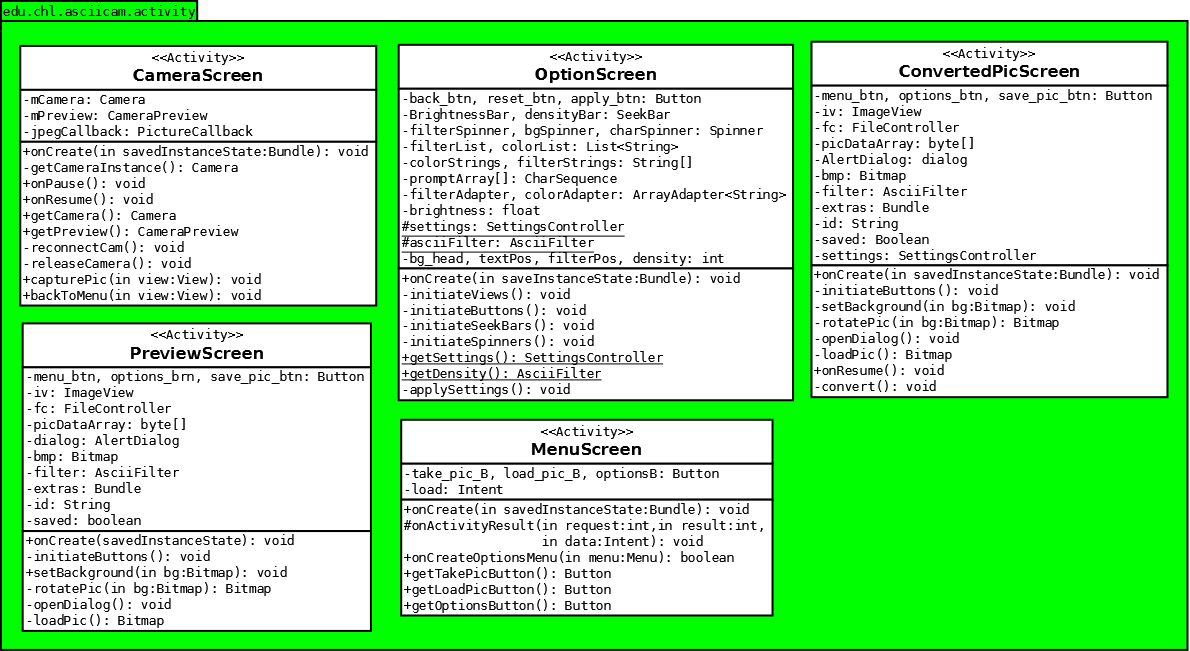 edu.chl.asciicam.activity
<<Activity>>
CameraScreen
-mCamera: Camera
-mPreview: CameraPreview
-jpegCallback: PictureCallback
+onCreate(in savedInstanceState:Bundle): void
-getCameraInstance(): Camera
+onPause(): void
+onResume(): void
+getCamera(): Camera
+getPreview(): CameraPreview
-reconnectCam(): void
-releaseCamera(): void
+capturePic(in view:View): void
+backToMenu(in view:View): void
<<Activity>>
OptionScreen
-back_btn, reset_btn, apply_btn: Button
-BrightnessBar, densityBar: SeekBar
-filterSpinner, bgSpinner, charSpinner: Spinner
-filterList, colorList: List<String>
-colorStrings, filterStrings: String[]
-promptArray[]: CharSequence
-filterAdapter, colorAdapter: ArrayAdapter<String>
-brightness: float
#settings: SettingsController
#asciiFilter: AsciiFilter
-bg_head, textPos, filterPos, density: int
+onCreate(in saveInstanceState:Bundle): void
-initiateViews(): void
-initiateButtons(): void
-initiateSeekBars(): void
-initiateSpinners(): void
+getSettings(): SettingsController
+getDensity(): AsciiFilter
-applySettings(): void
<<Activity>>
ConvertedPicScreen
-menu_btn, options_btn, save_pic_btn: Button
-iv: ImageView
-fc: FileController
-picDataArray: byte[]
-AlertDialog: dialog
-bmp: Bitmap
-filter: AsciiFilter
-extras: Bundle
-id: String
-saved: Boolean
-settings: SettingsController
+onCreate(in savedInstanceState:Bundle): void
-initiateButtons(): void
-setBackground(in bg:Bitmap): void
-rotatePic(in bg:Bitmap): Bitmap
-openDialog(): void
-loadPic(): Bitmap
+onResume(): void
-convert(): void
<<Activity>>
PreviewScreen
-menu_btn, options_brn, save_pic_btn: Button
-iv: ImageView
-fc: FileController
-picDataArray: byte[]
-dialog: AlertDialog
-bmp: Bitmap
-filter: AsciiFilter
-extras: Bundle
-id: String
-saved: boolean
+onCreate(savedInstanceState): void
-initiateButtons(): void
+setBackground(in bg:Bitmap): void
-rotatePic(in bg:Bitmap): Bitmap
-openDialog(): void
-loadPic(): Bitmap
<<Activity>>
MenuScreen
-take_pic_B, load_pic_B, optionsB: Button
-load: Intent
+onCreate(in savedInstanceState:Bundle): void
#onActivityResult(in request:int,in result:int,
in data:Intent): void
+onCreateOptionsMenu(in menu:Menu): boolean
+getTakePicButton(): Button
+getLoadPicButton(): Button
+getOptionsButton(): Button